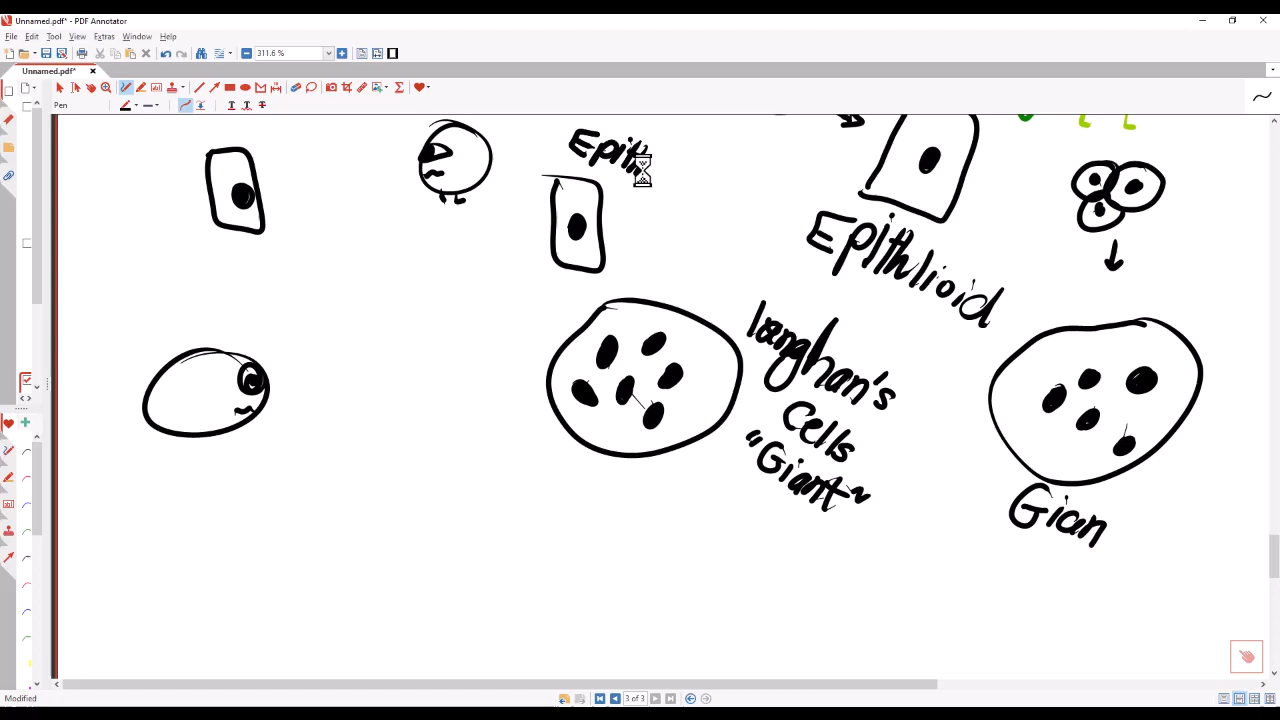 Unnamed.pdf* - PDF Annotator
File Edit Tool View Extras Window Help
311.6 %
Unnamed.pdf*
Pen
Epith
Epithlioid
langhan's
Cells
"Giant"
Gian
Modified
3 of 3